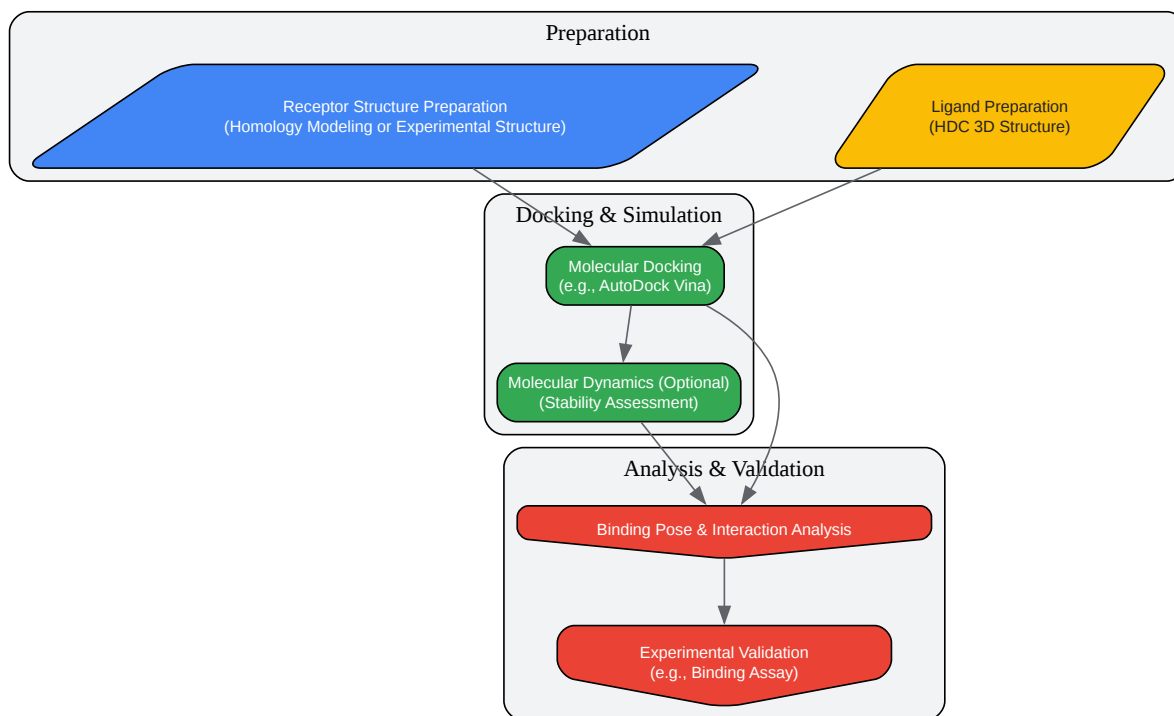 Preparation
Receptor Structure Preparation
(Homology Modeling or Experimental Structure)
Ligand Preparation
(HDC 3D Structure)
Docking & Simulation
Molecular Docking
(e.g., AutoDock Vina)
Molecular Dynamics (Optional)
(Stability Assessment)
Analysis & Validation
Binding Pose & Interaction Analysis
Experimental Validation
(e.g., Binding Assay)